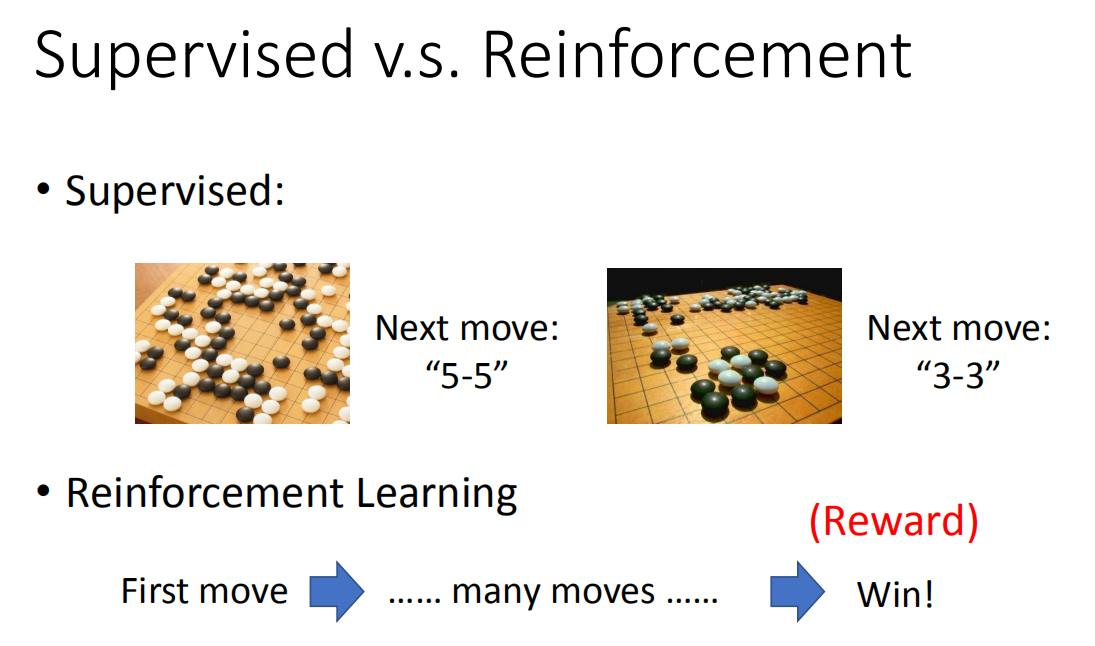 Supervised v.s. Reinforcement
• Supervised:
Next move:
“5-5”
Next move:
“3-3”
• Reinforcement Learning
(Reward)
First move
…… many moves ……
Win!